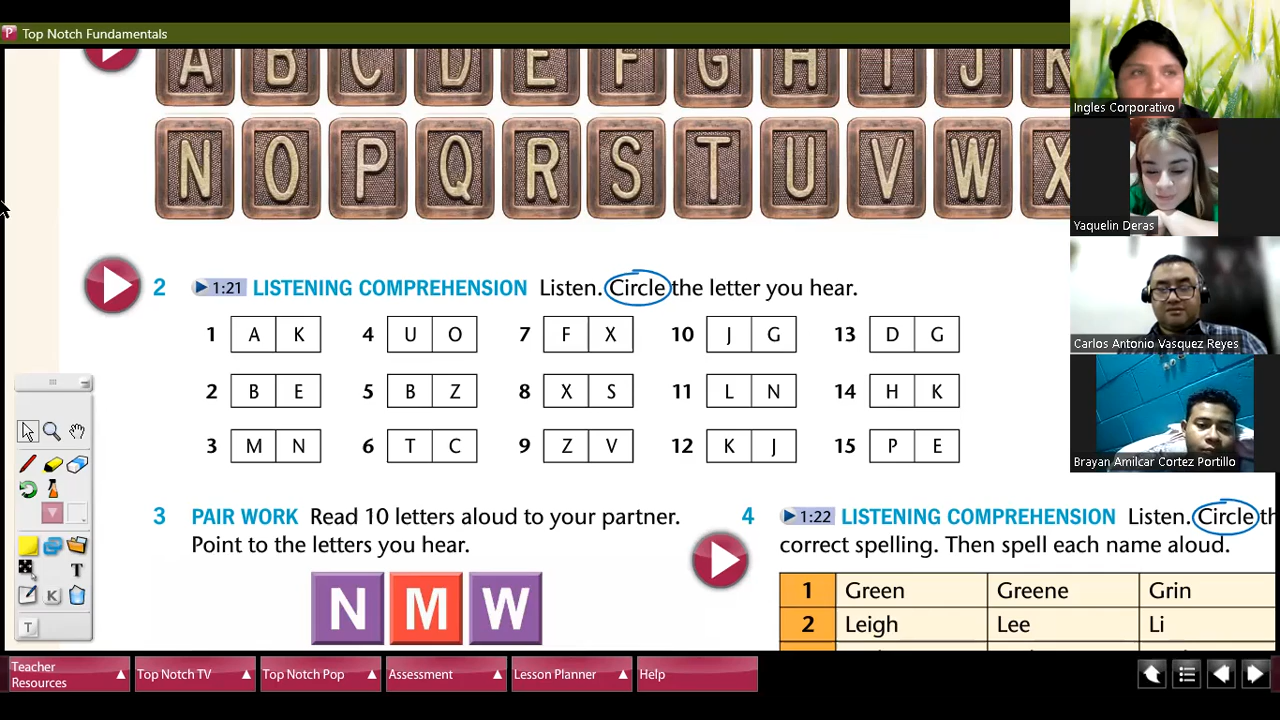 Top Notch Fundamentals
A B C D E F G H I J K
N O P Q R S T U V W X
2 1:21 LISTENING COMPREHENSION Listen. Circle the letter you hear.
1 A K 4 U O 7 F X 10 J G 13 D G
2 B E 5 B Z 8 X S 11 L N 14 H K
3 M N 6 T C 9 Z V 12 K J 15 P E
3 PAIR WORK Read 10 letters aloud to your partner.
Point to the letters you hear.
N M W
4 1:22 LISTENING COMPREHENSION Listen. Circle th
correct spelling. Then spell each name aloud.
1 Green Greene Grin
2 Leigh Lee Li
T
K
T
Teacher Resources
Top Notch TV
Top Notch Pop
Assessment
Lesson Planner
Help
Ingles Corporativo
Yaquelin Deras
Carlos Antonio Vasquez Reyes
Brayan Amilcar Cortez Portillo